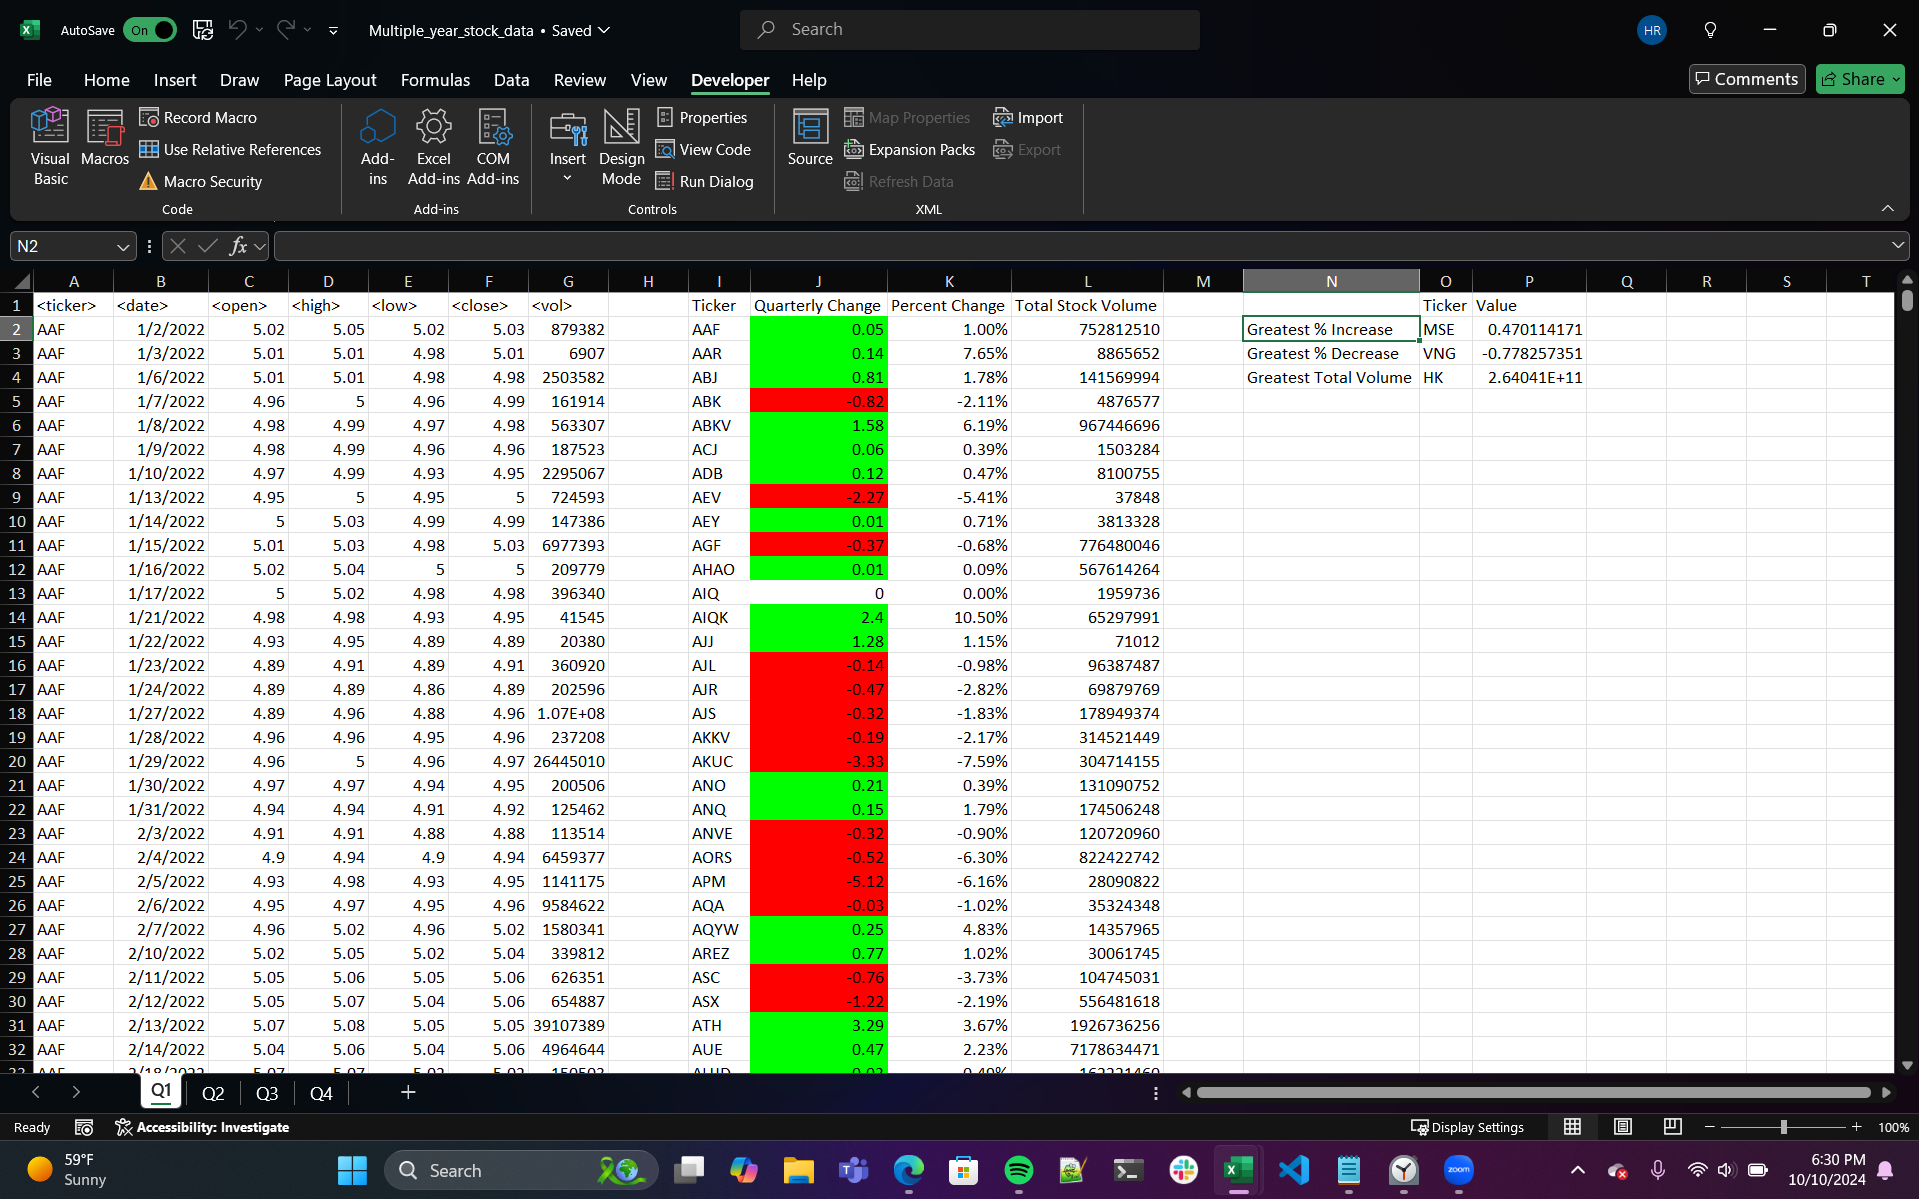 AutoSave On Multiple_year_stock_data • Saved Search HR
File Home Insert Draw Page Layout Formulas Data Review View Developer Help Comments Share
Visual Basic
Macros
Record Macro
Use Relative References
Macro Security
Code
Add-ins
Excel Add-ins
COM Add-ins
Add-ins
Insert
Design Mode
Properties
View Code
Run Dialog
Controls
Source
Map Properties
Expansion Packs
Refresh Data
Import
Export
XML
N2 fx
A B C D E F G H I J K L M N O P Q R S T
1 <ticker> <date> <open> <high> <low> <close> <vol> Ticker Quarterly Change Percent Change Total Stock Volume Ticker Value
2 AAF 1/2/2022 5.02 5.05 5.02 5.03 879382 AAF 0.05 1.00% 752812510 Greatest % Increase MSE 0.470114171
3 AAF 1/3/2022 5.01 5.01 4.98 5.01 6907 AAR 0.14 7.65% 8865652 Greatest % Decrease VNG -0.778257351
4 AAF 1/6/2022 5.01 5.01 4.98 4.98 2503582 ABJ 0.81 1.78% 141569994 Greatest Total Volume HK 2.64041E+11
5 AAF 1/7/2022 4.96 5 4.96 4.99 161914 ABK -0.82 -2.11% 4876577
6 AAF 1/8/2022 4.98 4.99 4.97 4.98 563307 ABKV 1.58 6.19% 967446696
7 AAF 1/9/2022 4.98 4.99 4.96 4.96 187523 ACJ 0.06 0.39% 1503284
8 AAF 1/10/2022 4.97 4.99 4.93 4.95 2295067 ADB 0.12 0.47% 8100755
9 AAF 1/13/2022 4.95 5 4.95 5 724593 AEV -2.27 -5.41% 37848
10 AAF 1/14/2022 5 5.03 4.99 4.99 147386 AEY 0.01 0.71% 3813328
11 AAF 1/15/2022 5.01 5.03 4.98 5.03 6977393 AGF -0.37 -0.68% 776480046
12 AAF 1/16/2022 5.02 5.04 5 5 209779 AHAO 0.01 0.09% 567614264
13 AAF 1/17/2022 5 5.02 4.98 4.98 396340 AIQ 0 0.00% 1959736
14 AAF 1/21/2022 4.98 4.98 4.93 4.95 41545 AIQK 2.4 10.50% 65297991
15 AAF 1/22/2022 4.93 4.95 4.89 4.89 20380 AJJ 1.28 1.15% 71012
16 AAF 1/23/2022 4.89 4.91 4.89 4.91 360920 AJL -0.14 -0.98% 96387487
17 AAF 1/24/2022 4.89 4.89 4.86 4.89 202596 AJR -0.47 -2.82% 69879769
18 AAF 1/27/2022 4.89 4.96 4.88 4.96 1.07E+08 AJS -0.32 -1.83% 178949374
19 AAF 1/28/2022 4.96 4.96 4.95 4.96 237208 AKKV -0.19 -2.17% 314521449
20 AAF 1/29/2022 4.96 5 4.96 4.97 26445010 AKUC -3.33 -7.59% 304714155
21 AAF 1/30/2022 4.97 4.97 4.94 4.95 200506 ANO 0.21 0.39% 131090752
22 AAF 1/31/2022 4.94 4.94 4.91 4.92 125462 ANQ 0.15 1.79% 174506248
23 AAF 2/3/2022 4.91 4.91 4.88 4.88 113514 ANVE -0.32 -0.90% 120720960
24 AAF 2/4/2022 4.9 4.94 4.9 4.94 6459377 AORS -0.52 -6.30% 822422742
25 AAF 2/5/2022 4.93 4.98 4.93 4.95 1141175 APM -5.12 -6.16% 28090822
26 AAF 2/6/2022 4.95 4.97 4.95 4.96 9584622 AQA -0.03 -1.02% 35324348
27 AAF 2/7/2022 4.96 5.02 4.96 5.02 1580341 AQYW 0.25 4.83% 14357965
28 AAF 2/10/2022 5.02 5.05 5.02 5.04 339812 AREZ 0.77 1.02% 30061745
29 AAF 2/11/2022 5.05 5.06 5.05 5.06 626351 ASC -0.76 -3.73% 104745031
30 AAF 2/12/2022 5.05 5.07 5.04 5.06 654887 ASX -1.22 -2.19% 556481618
31 AAF 2/13/2022 5.07 5.08 5.05 5.05 39107389 ATH 3.29 3.67% 1926736256
32 AAF 2/14/2022 5.04 5.06 5.04 5.06 4964644 AUE 0.47 2.23% 7178634471
Q1 Q2 Q3 Q4
Ready Accessibility: Investigate Display Settings 100%
59°F
Sunny
Search
zoom
6:30 PM
10/10/2024